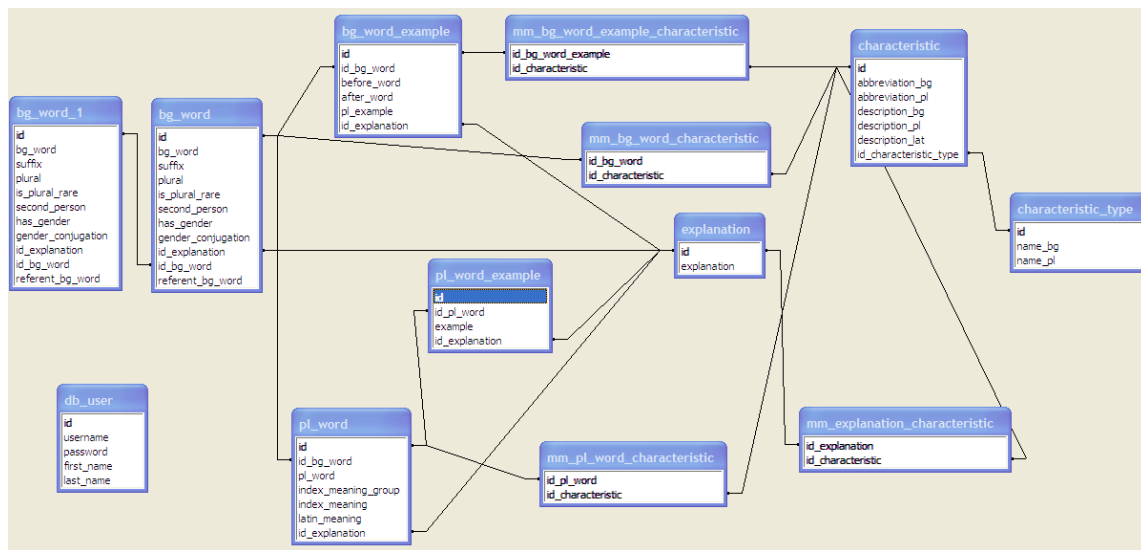 bg_word_example
id
id_bg_word
before_word
after_word
pl_example
id_explanation
mm_bg_word_example_characteristic
id_bg_word_example
id_characteristic
characteristic
id
abbreviation_bg
abbreviation_pl
description_bg
description_pl
description_lat
id_characteristic_type
bg_word_1
id
bg_word
suffix
plural
is_plural_rare
second_person
has_gender
gender_conjugation
id_explanation
id_bg_word
referent_bg_word
bg_word
id
bg_word
suffix
plural
is_plural_rare
second_person
has_gender
gender_conjugation
id_explanation
id_bg_word
referent_bg_word
mm_bg_word_characteristic
id_bg_word
id_characteristic
characteristic_type
id
name_bg
name_pl
explanation
id
explanation
pl_word_example
id
id_pl_word
example
id_explanation
db_user
id
username
password
first_name
last_name
pl_word
id
id_bg_word
pl_word
index_meaning_group
index_meaning
latin_meaning
id_explanation
mm_pl_word_characteristic
id_pl_word
id_characteristic
mm_explanation_characteristic
id_explanation
id_characteristic